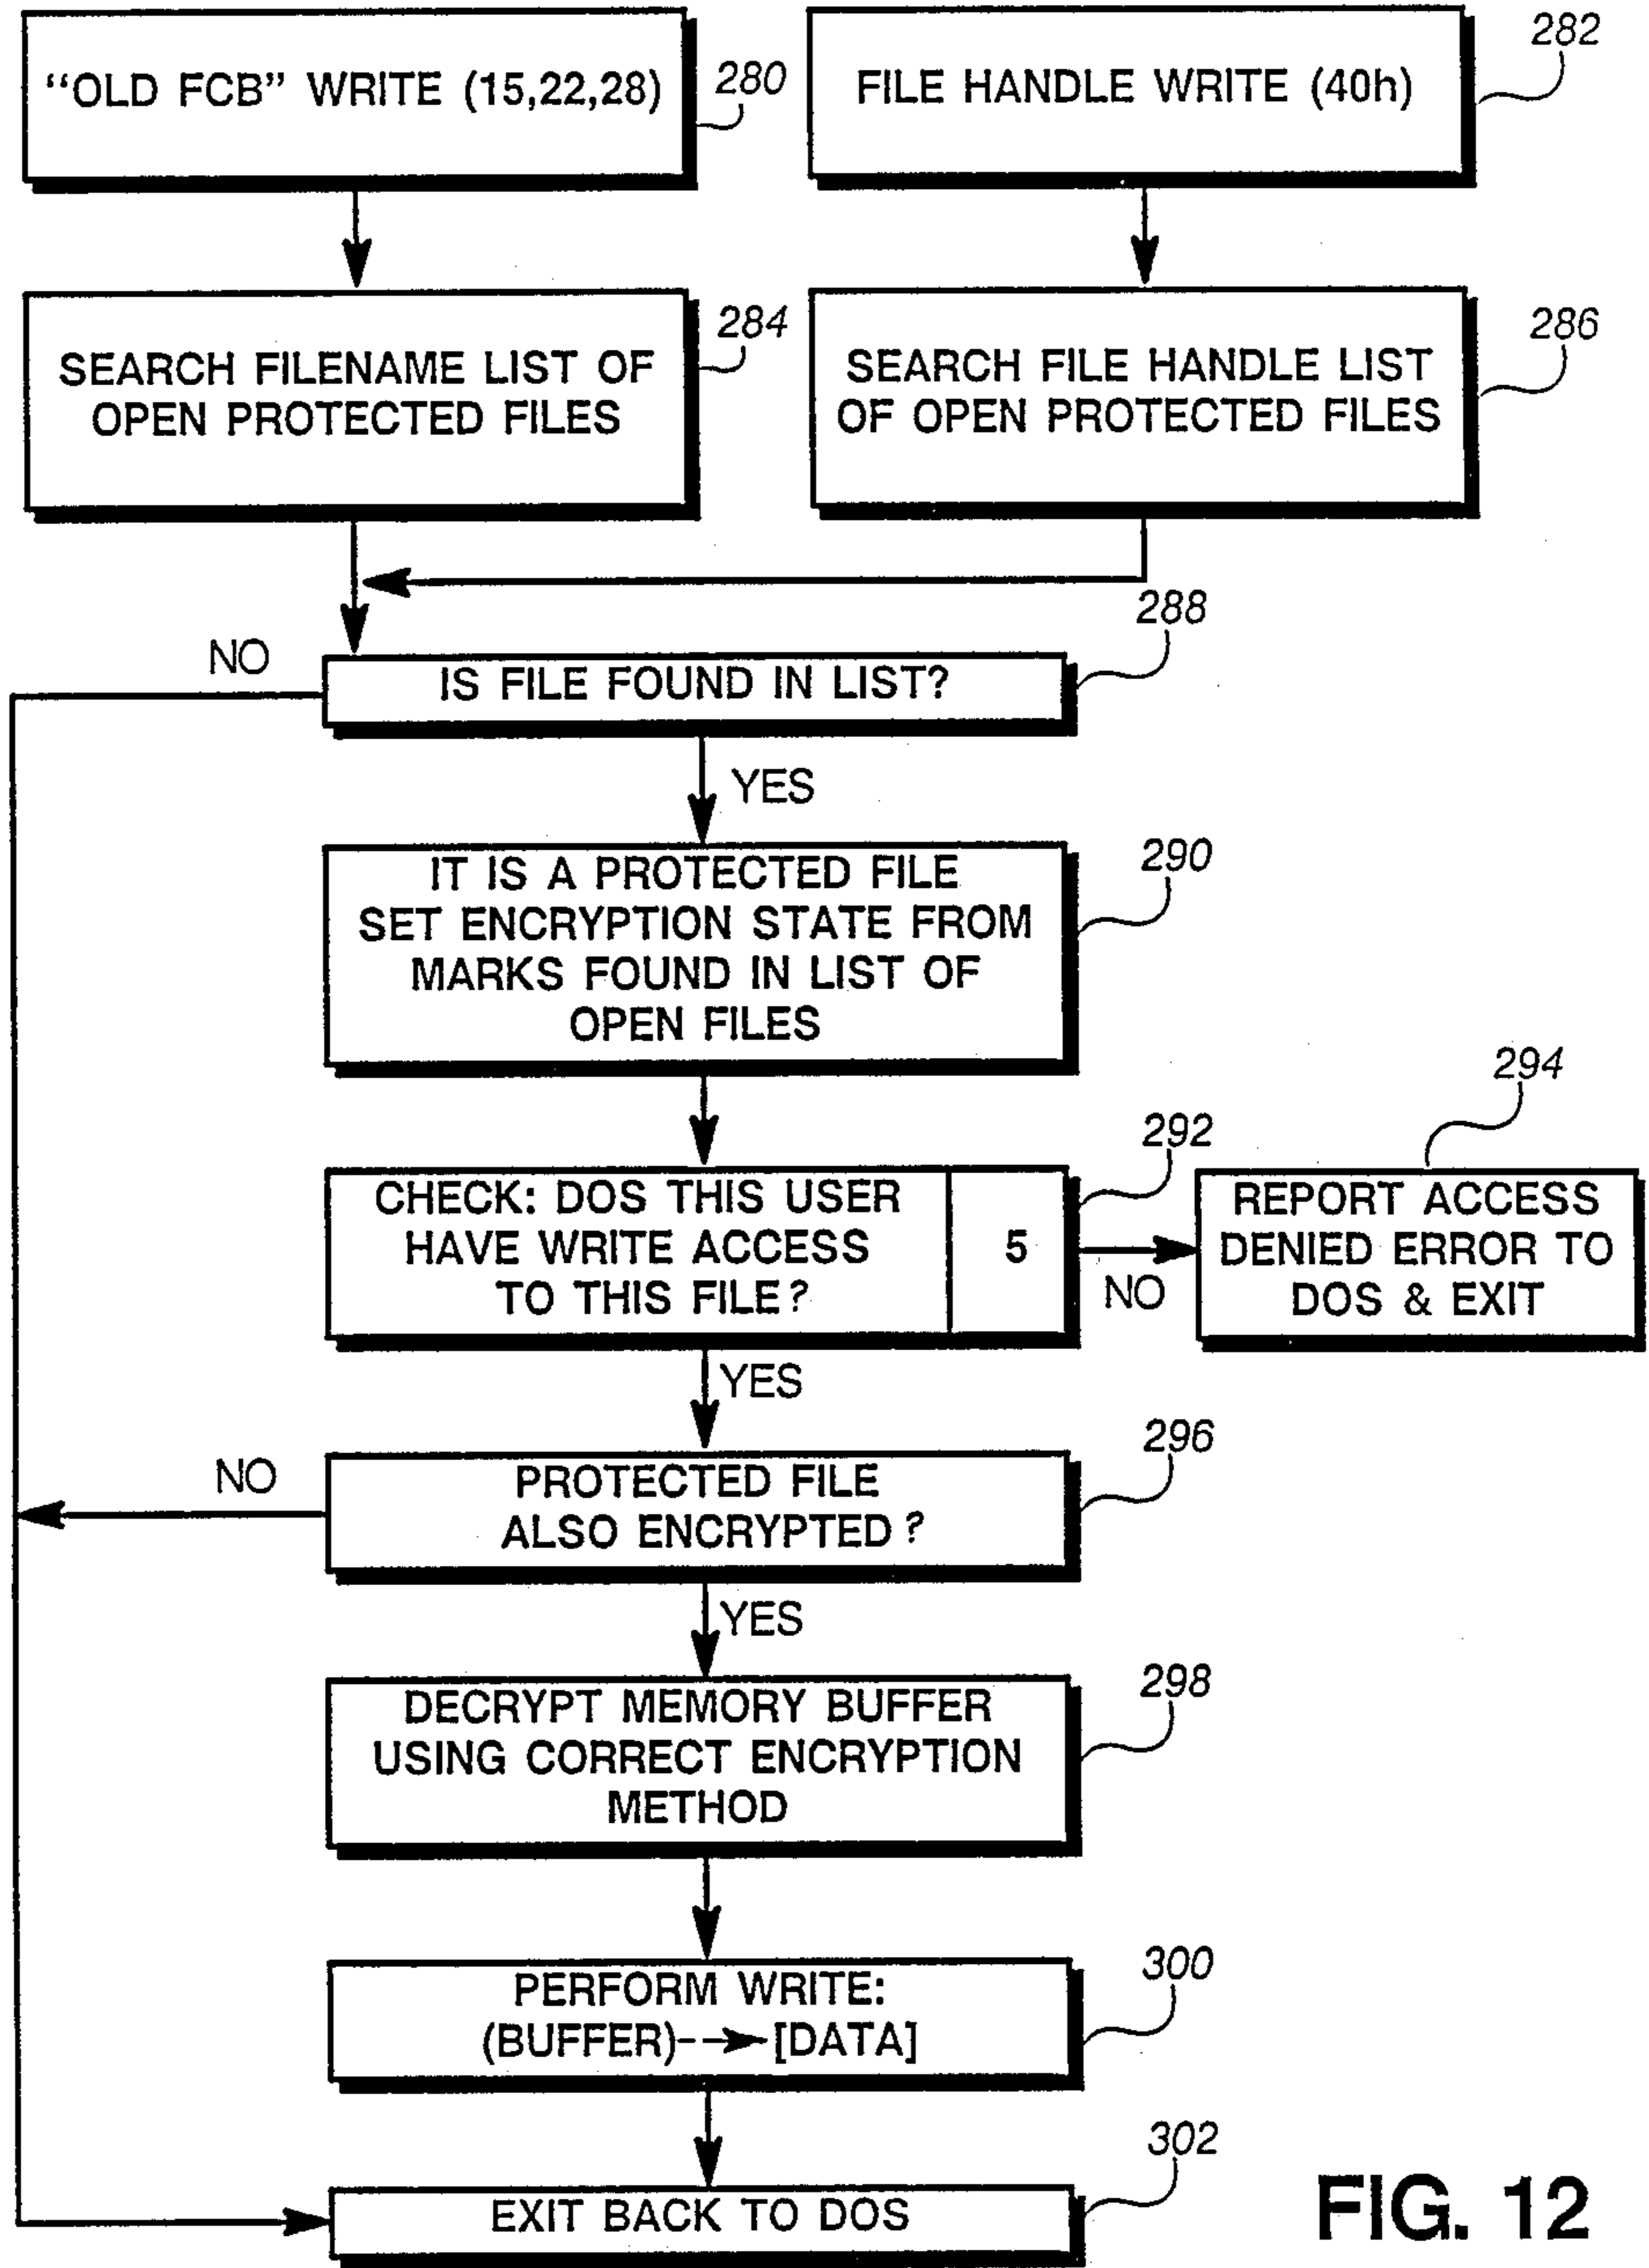 "OLD FCB" WRITE (15,22,28)
280
FILE HANDLE WRITE (40h)
282
SEARCH FILENAME LIST OF
OPEN PROTECTED FILES
284
SEARCH FILE HANDLE LIST
OF OPEN PROTECTED FILES
286
288
NO
IS FILE FOUND IN LIST?
YES
290
IT IS A PROTECTED FILE
SET ENCRYPTION STATE FROM
MARKS FOUND IN LIST OF
OPEN FILES
292
CHECK: DOS THIS USER
HAVE WRITE ACCESS
TO THIS FILE?
5
NO
294
REPORT ACCESS
DENIED ERROR TO
DOS & EXIT
YES
296
NO
PROTECTED FILE
ALSO ENCRYPTED?
YES
298
DECRYPT MEMORY BUFFER
USING CORRECT ENCRYPTION
METHOD
300
PERFORM WRITE:
(BUFFER)-->[DATA]
302
EXIT BACK TO DOS
FIG. 12